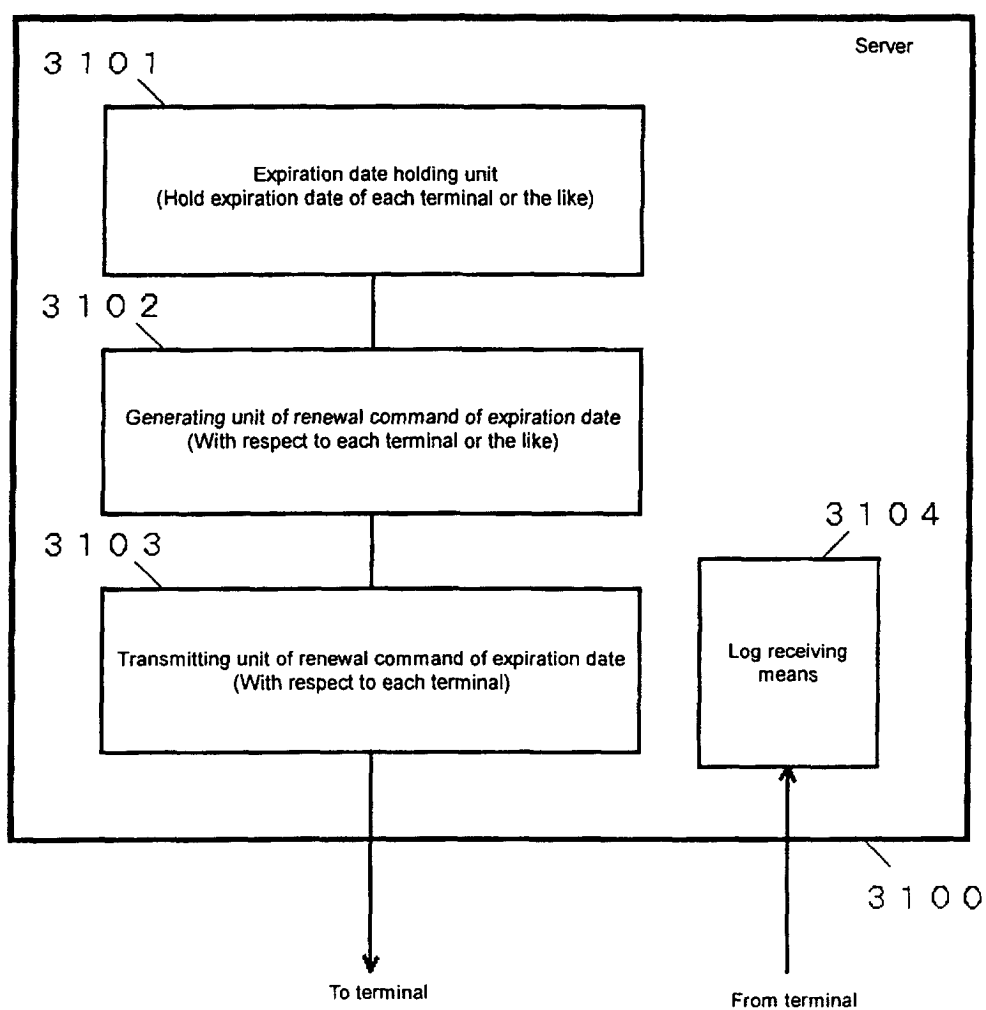 Server
3101
Expiration date holding unit
(Hold expiration date of each terminal or the like)
3102
Generating unit of renewal command of expiration date
(With respect to each terminal or the like)
3103
Transmitting unit of renewal command of expiration date
(With respect to each terminal)
3104
Log receiving
means
3100
To terminal
From terminal